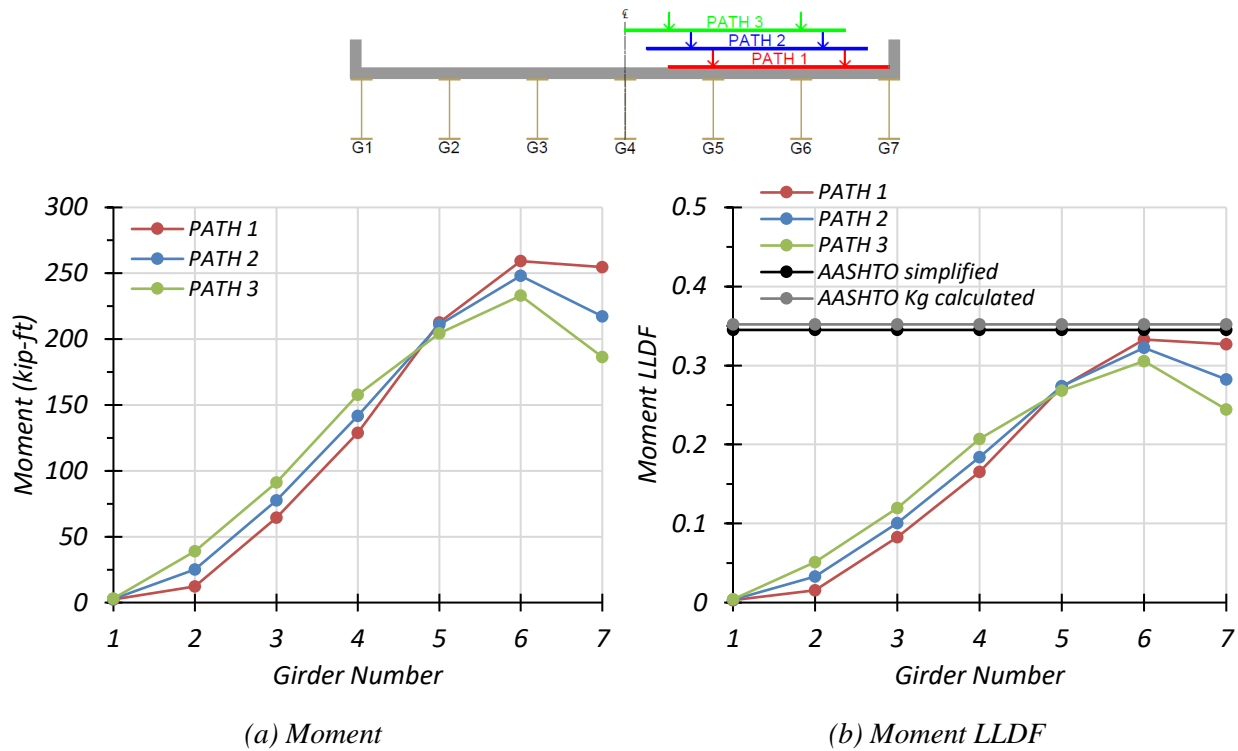 ℄
PATH 3
PATH 2
PATH 1
G1 G2 G3 G4 G5 G6 G7
300
250
200
150
100
50
0
Moment (kip-ft)
PATH 1
PATH 2
PATH 3
1 2 3 4 5 6 7
Girder Number
(a) Moment
0.5
0.4
0.3
0.2
0.1
0
Moment LLDF
PATH 1
PATH 2
PATH 3
AASHTO simplified
AASHTO Kg calculated
1 2 3 4 5 6 7
Girder Number
(b) Moment LLDF